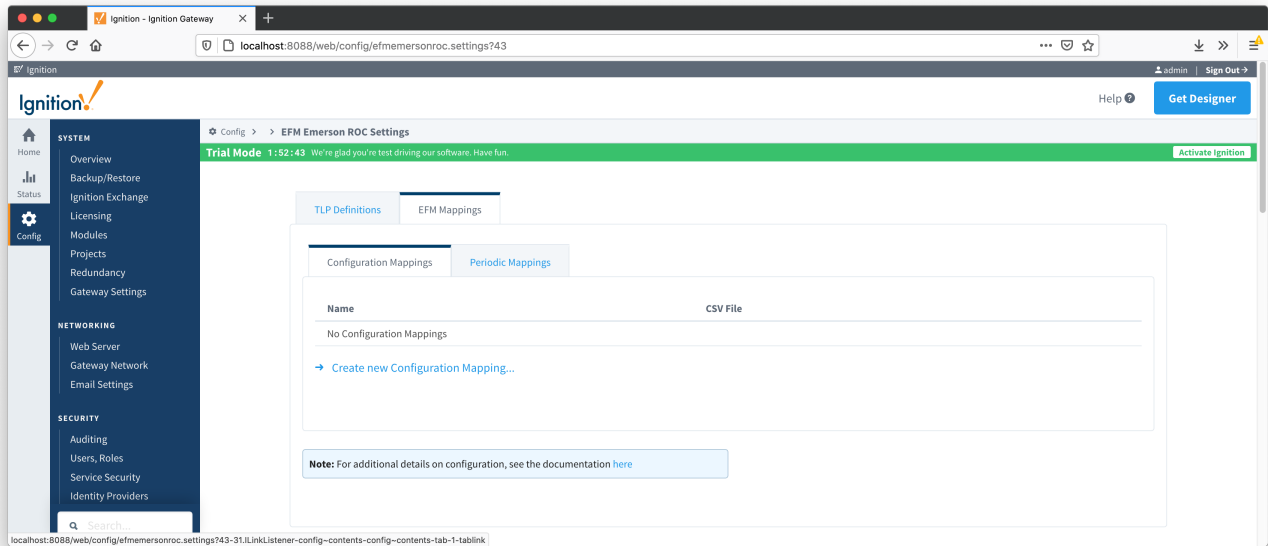 Ignition - Ignition Gateway
localhost:8088/web/config/efmemersonroc.settings?43
Ignition
admin | Sign Out
Ignition!
Help
Get Designer
Home
Status
Config
SYSTEM
Overview
Backup/Restore
Ignition Exchange
Licensing
Modules
Projects
Redundancy
Gateway Settings
NETWORKING
Web Server
Gateway Network
Email Settings
SECURITY
Auditing
Users, Roles
Service Security
Identity Providers
Search...
Config > > EFM Emerson ROC Settings
Trial Mode 1:52:43 We're glad you're test driving our software. Have fun.
Activate Ignition
TLP Definitions EFM Mappings
Configuration Mappings Periodic Mappings
Name CSV File
No Configuration Mappings
→ Create new Configuration Mapping...
Note: For additional details on configuration, see the documentation here
localhost:8088/web/config/efmemersonroc.settings?43-31.ILinkListener-config~contents-config~contents-tab-1-tablink